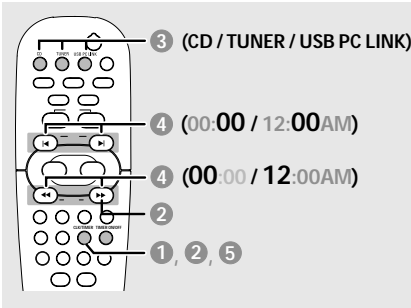 3 (CD / TUNER / USB PC LINK)
CD TUNER USB PC LINK
4 (00:00 / 12:00AM)
4 (00:00 / 12:00AM)
2
CLK/TIMER TIMER ON/OFF
1, 2, 5